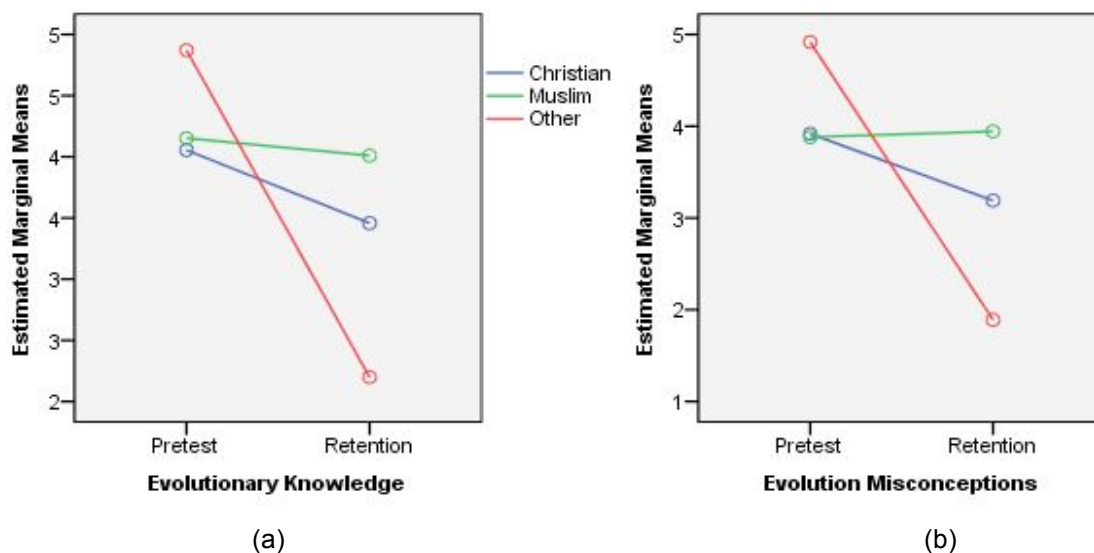 Estimated Marginal Means
5
5
4
4
3
3
2
Pretest
Retention
Evolutionary Knowledge
(a)
Christian
Muslim
Other
Estimated Marginal Means
5
4
3
2
1
Pretest
Retention
Evolution Misconceptions
(b)